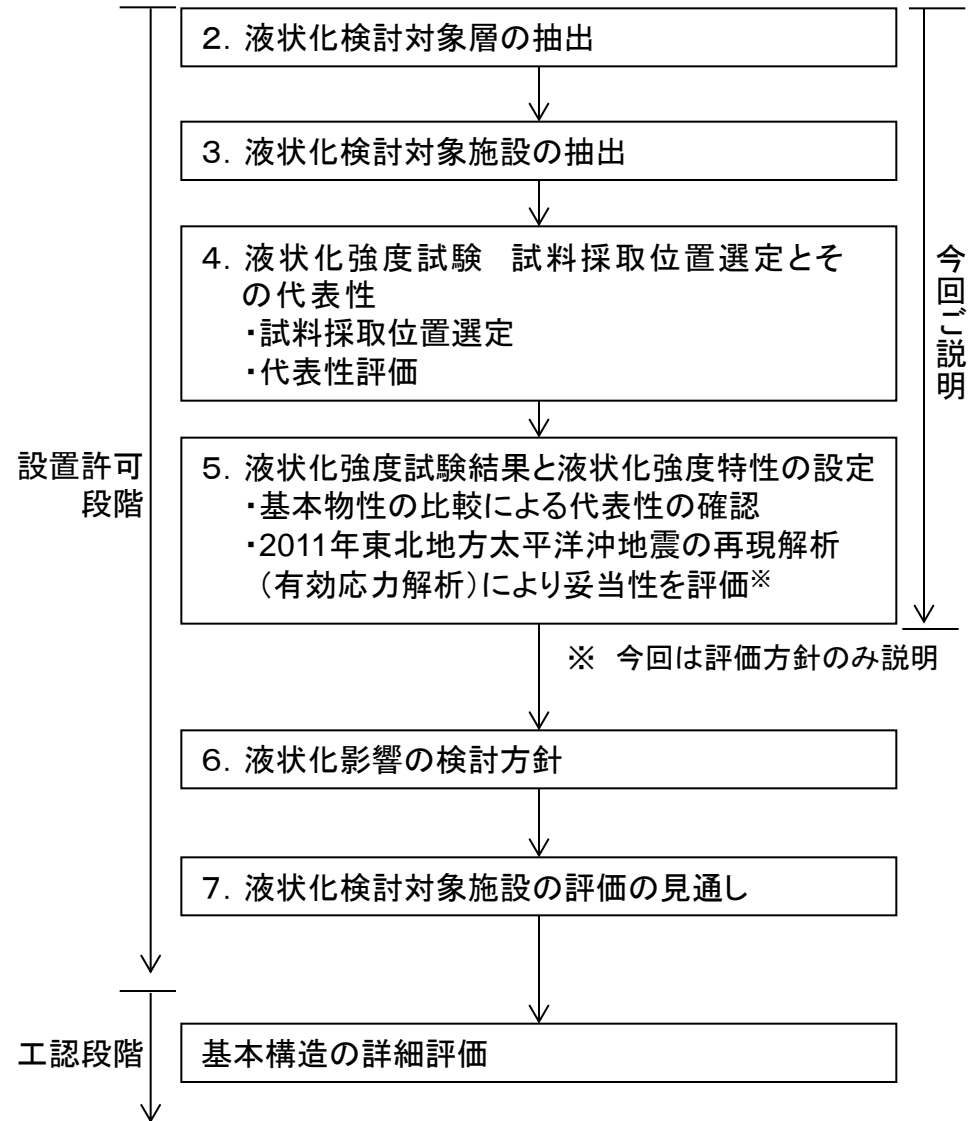 2．液状化検討対象層の抽出
3．液状化検討対象施設の抽出
4．液状化強度試験　試料採取位置選定とそ
の代表性
・試料採取位置選定
・代表性評価
今回ご説明
設置許可
段階
5．液状化強度試験結果と液状化強度特性の設定
・基本物性の比較による代表性の確認
・2011年東北地方太平洋沖地震の再現解析
（有効応力解析）により妥当性を評価※
※　今回は評価方針のみ説明
6．液状化影響の検討方針
7．液状化検討対象施設の評価の見通し
工認段階
基本構造の詳細評価